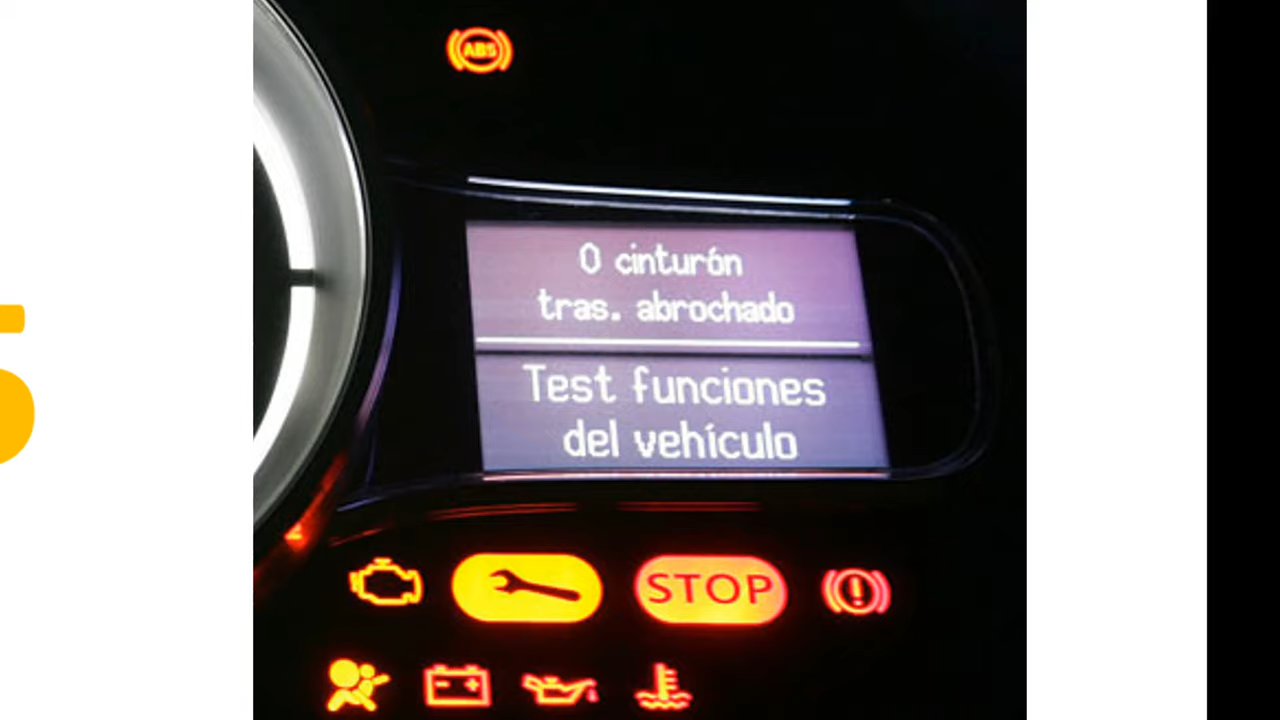 ABS
0 cinturón
tras. abrochado
Test funciones
del vehículo
STOP